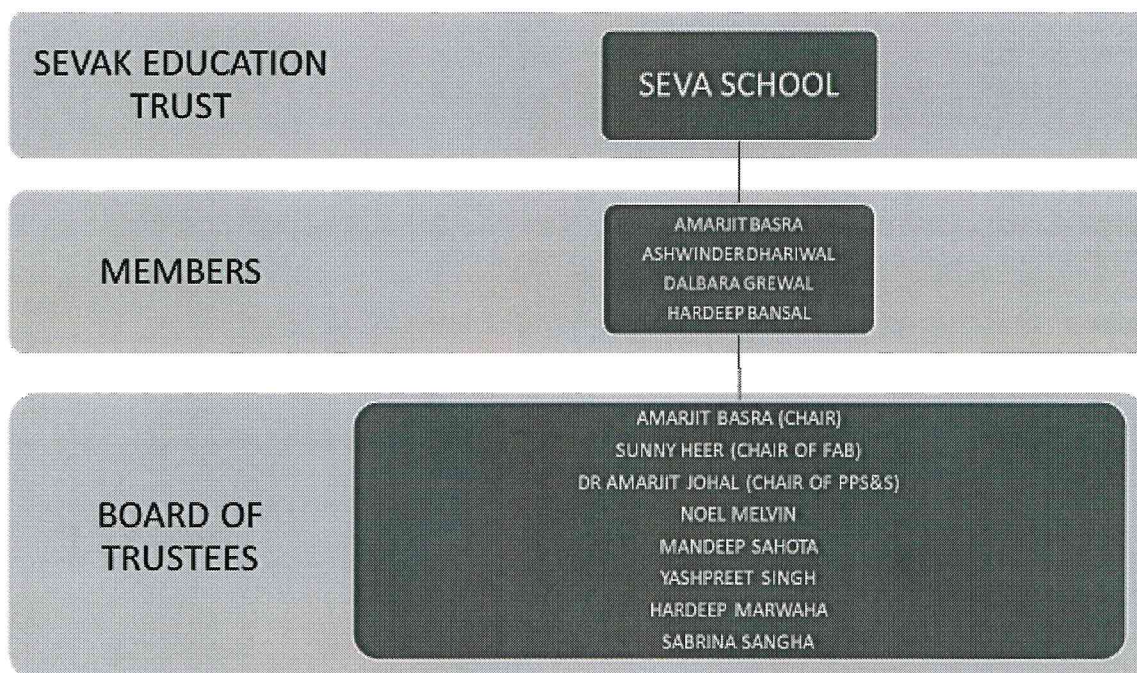 SEVAK EDUCATION
TRUST
SEVA SCHOOL
MEMBERS
AMARJIT BASRA
ASHWINDER DHARIWAL
DALBARA GREWAL
HARDEEP BANSAL
BOARD OF
TRUSTEES
AMARJIT BASRA (CHAIR)
SUNNY HEER (CHAIR OF FAB)
DR AMARJIT JOHAL (CHAIR OF PPS&S)
NOEL MELVIN
MANDEEP SAHOTA
YASHPREET SINGH
HARDEEP MARWAHA
SABRINA SANGHA